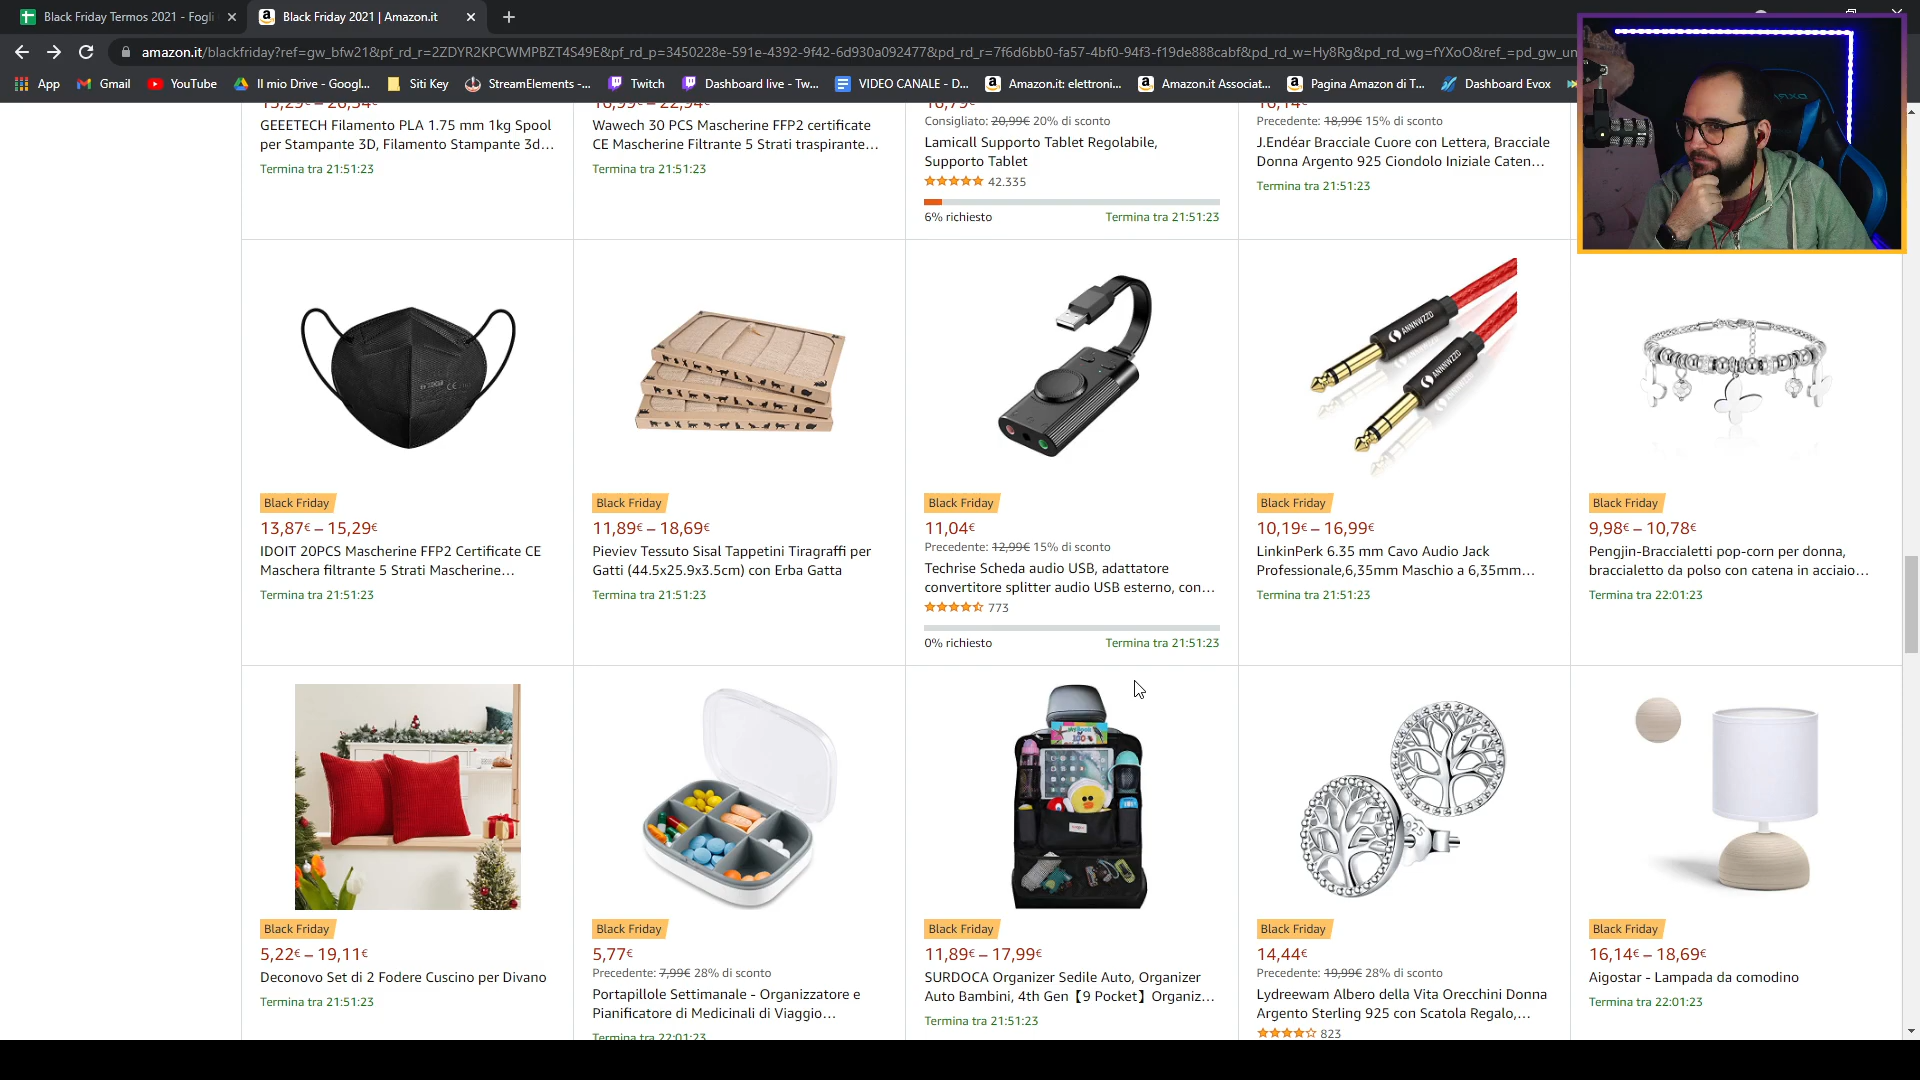 Black Friday Termos 2021 - Fogli
Black Friday 2021 | Amazon.it
amazon.it/blackfriday?ref=gw_bfw21&pf_rd_r=2ZDYR2KPCWMPBZT4S49E&pf_rd_p=3450228e-591e-4392-9f42-6d930a092477&pd_rd_r=7f6d6bb0-fa57-4bf0-94f3-f19de888cabf&pd_rd_w=Hy8Rg&pd_rd_wg=fYXoO&ref_=pd_gw_un
App Gmail YouTube Il mio Drive - Googl... Siti Key StreamElements -... Twitch Dashboard live - Tw... VIDEO CANALE - D... Amazon.it: elettroni... Amazon.it Associat... Pagina Amazon di T... Dashboard Evox
GEEETECH Filamento PLA 1.75 mm 1kg Spool
per Stampante 3D, Filamento Stampante 3d...
Termina tra 21:51:23
Wawech 30 PCS Mascherine FFP2 certificate
CE Mascherine Filtrante 5 Strati traspirante...
Termina tra 21:51:23
Consigliato: 20,99€ 20% di sconto
Lamicall Supporto Tablet Regolabile,
Supporto Tablet
42.335
6% richiesto Termina tra 21:51:23
Precedente: 18,99€ 15% di sconto
J.Endéar Bracciale Cuore con Lettera, Bracciale
Donna Argento 925 Ciondolo Iniziale Caten...
Termina tra 21:51:23
ANNNWZZD
ANNNWZZD
Black Friday
13,87€ – 15,29€
IDOIT 20PCS Mascherine FFP2 Certificate CE
Maschera filtrante 5 Strati Mascherine...
Termina tra 21:51:23
Black Friday
11,89€ – 18,69€
Pieviev Tessuto Sisal Tappetini Tiragraffi per
Gatti (44.5x25.9x3.5cm) con Erba Gatta
Termina tra 21:51:23
Black Friday
11,04€
Precedente: 12,99€ 15% di sconto
Techrise Scheda audio USB, adattatore
convertitore splitter audio USB esterno, con...
773
0% richiesto Termina tra 21:51:23
Black Friday
10,19€ – 16,99€
LinkinPerk 6.35 mm Cavo Audio Jack
Professionale,6,35mm Maschio a 6,35mm...
Termina tra 21:51:23
Black Friday
9,98€ – 10,78€
Pengjin-Braccialetti pop-corn per donna,
braccialetto da polso con catena in acciaio...
Termina tra 22:01:23
Black Friday
5,22€ – 19,11€
Deconovo Set di 2 Fodere Cuscino per Divano
Termina tra 21:51:23
Black Friday
5,77€
Precedente: 7,99€ 28% di sconto
Portapillole Settimanale - Organizzatore e
Pianificatore di Medicinali di Viaggio...
Termina tra 22:01:23
Black Friday
11,89€ – 17,99€
SURDOCA Organizer Sedile Auto, Organizer
Auto Bambini, 4th Gen【9 Pocket】Organiz...
Termina tra 21:51:23
Black Friday
14,44€
Precedente: 19,99€ 28% di sconto
Lydreewam Albero della Vita Orecchini Donna
Argento Sterling 925 con Scatola Regalo,...
823
Black Friday
16,14€ – 18,69€
Aigostar - Lampada da comodino
Termina tra 22:01:23